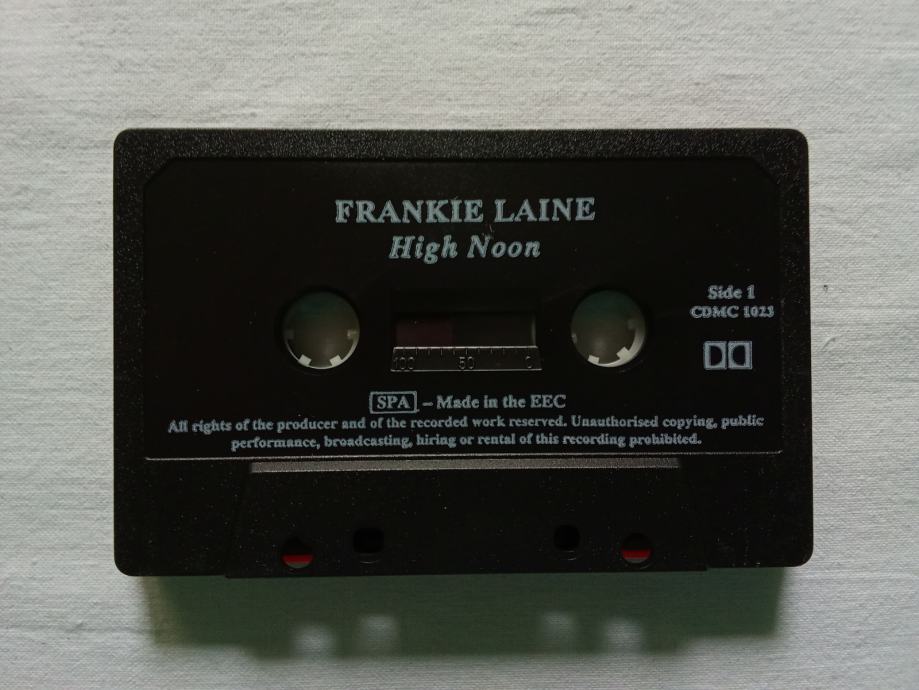 FRANKIE LAINE
High Noon
Side 1
CDMC 1023
100 50 0
SPA – Made in the EEC
All rights of the producer and of the recorded work reserved. Unauthorised copying, public
performance, broadcasting, hiring or rental of this recording prohibited.